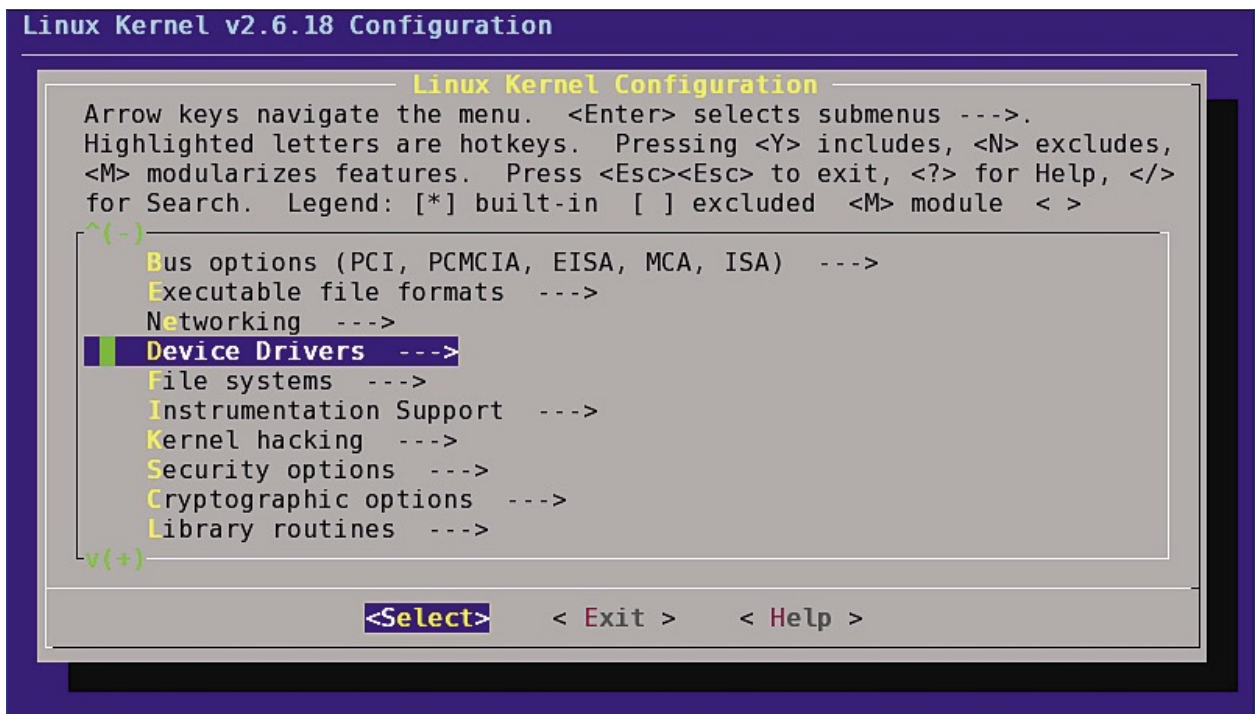 Linux Kernel v2.6.18 Configuration
Linux Kernel Configuration
Arrow keys navigate the menu.  <Enter> selects submenus --->.
Highlighted letters are hotkeys.  Pressing <Y> includes, <N> excludes,
<M> modularizes features.  Press <Esc><Esc> to exit, <?> for Help, </>
for Search.  Legend: [*] built-in  [ ] excluded  <M> module  < >
^(-)
Bus options (PCI, PCMCIA, EISA, MCA, ISA)  --->
Executable file formats  --->
Networking  --->
Device Drivers  --->
File systems  --->
Instrumentation Support  --->
Kernel hacking  --->
Security options  --->
Cryptographic options  --->
Library routines  --->
v(+)
<Select>    < Exit >    < Help >